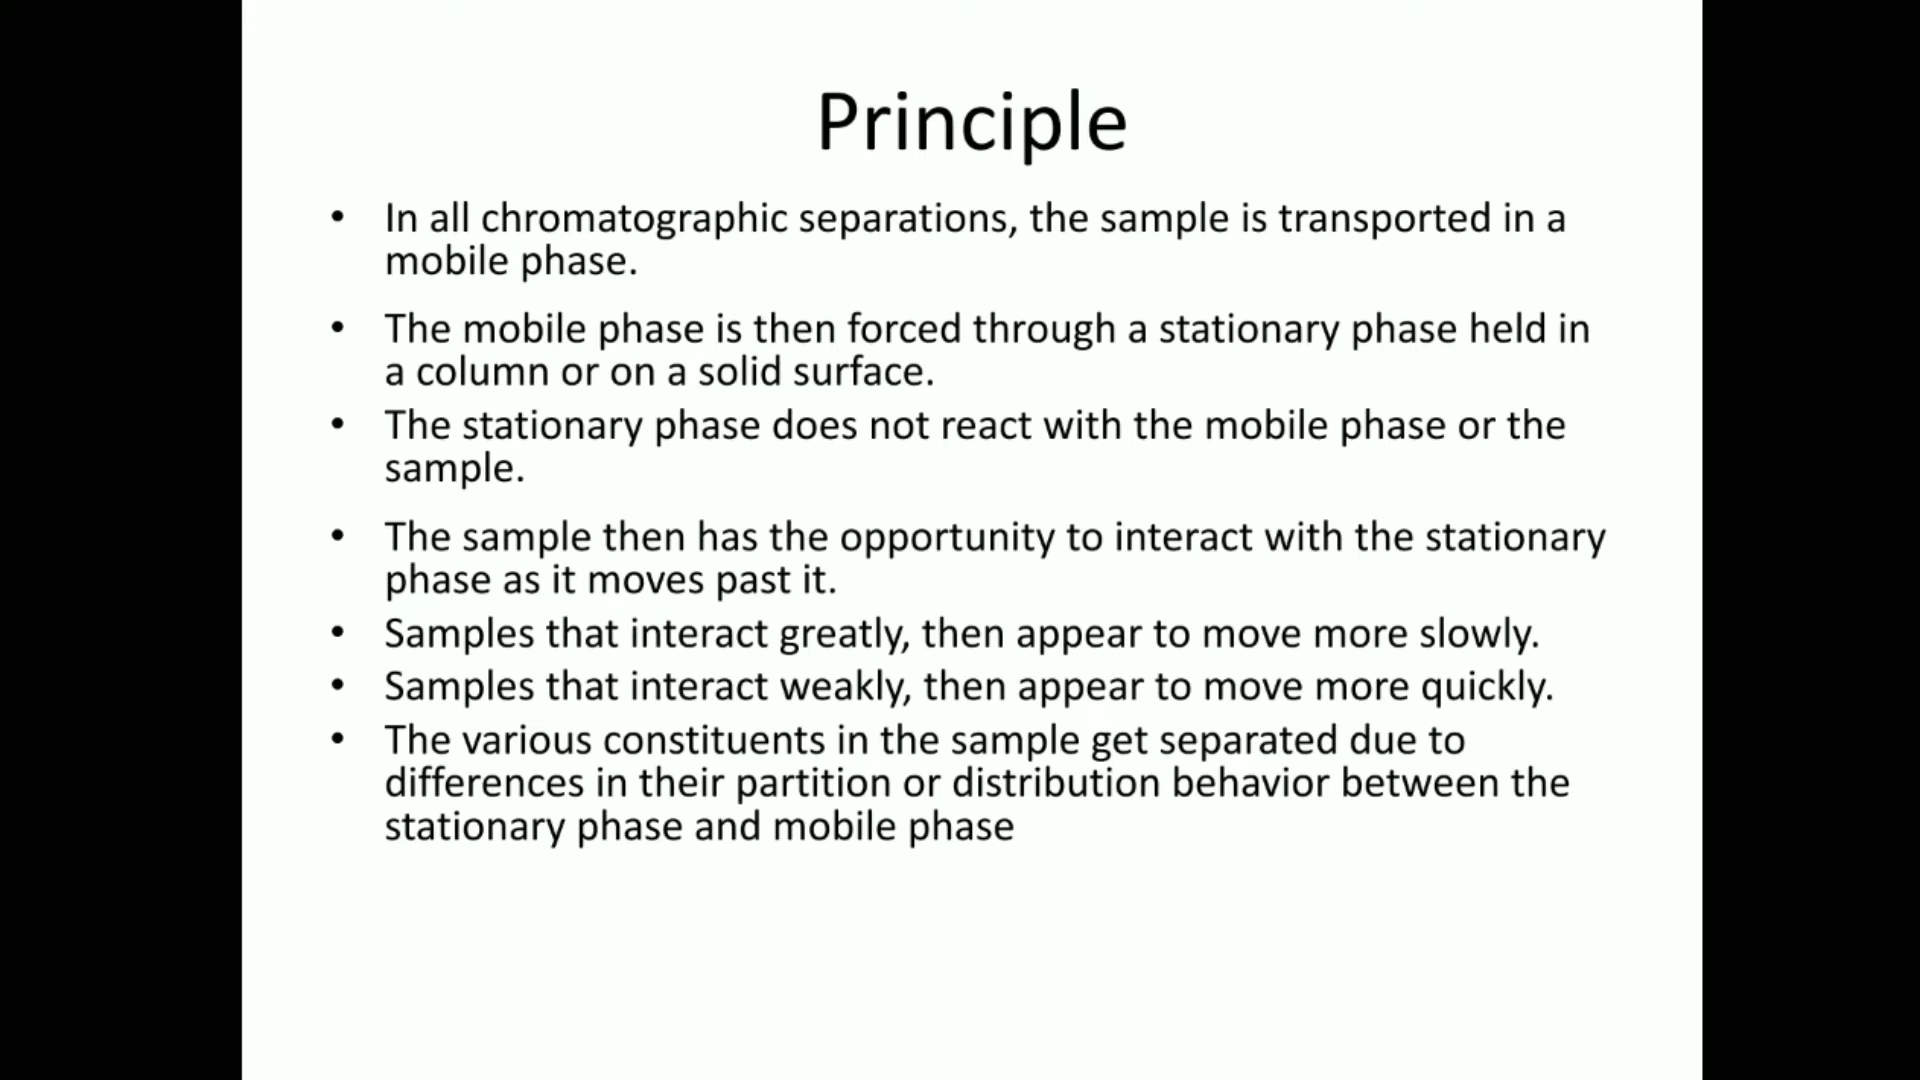 Principle
• In all chromatographic separations, the sample is transported in a
mobile phase.
• The mobile phase is then forced through a stationary phase held in
a column or on a solid surface.
• The stationary phase does not react with the mobile phase or the
sample.
• The sample then has the opportunity to interact with the stationary
phase as it moves past it.
• Samples that interact greatly, then appear to move more slowly.
• Samples that interact weakly, then appear to move more quickly.
• The various constituents in the sample get separated due to
differences in their partition or distribution behavior between the
stationary phase and mobile phase